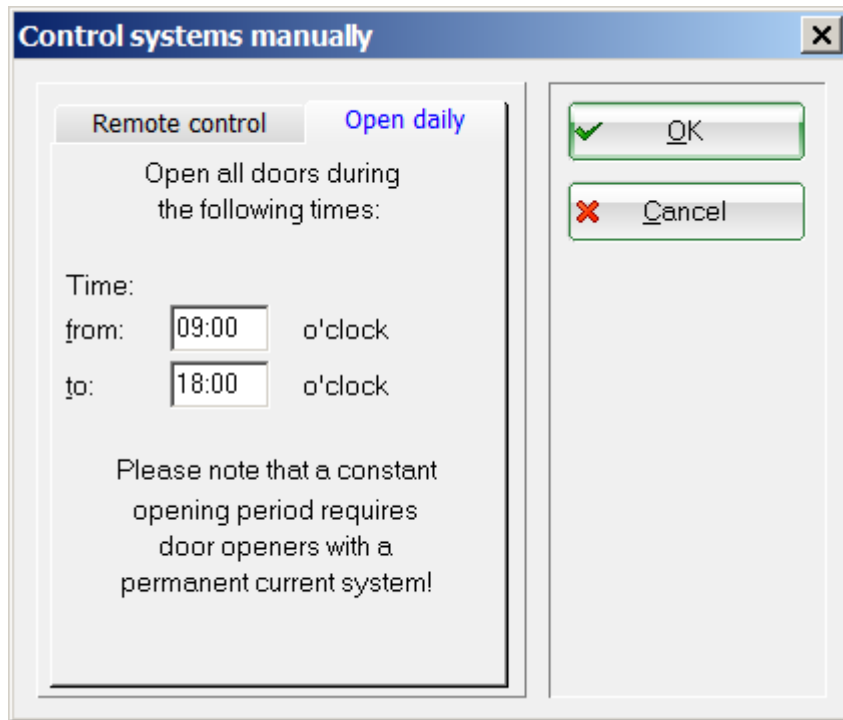 Control systems manually
Remote control
Open daily
Open all doors during
the following times:
Time:
from: 09:00 o'clock
to: 18:00 o'clock
Please note that a constant
opening period requires
door openers with a
permanent current system!
OK
Cancel